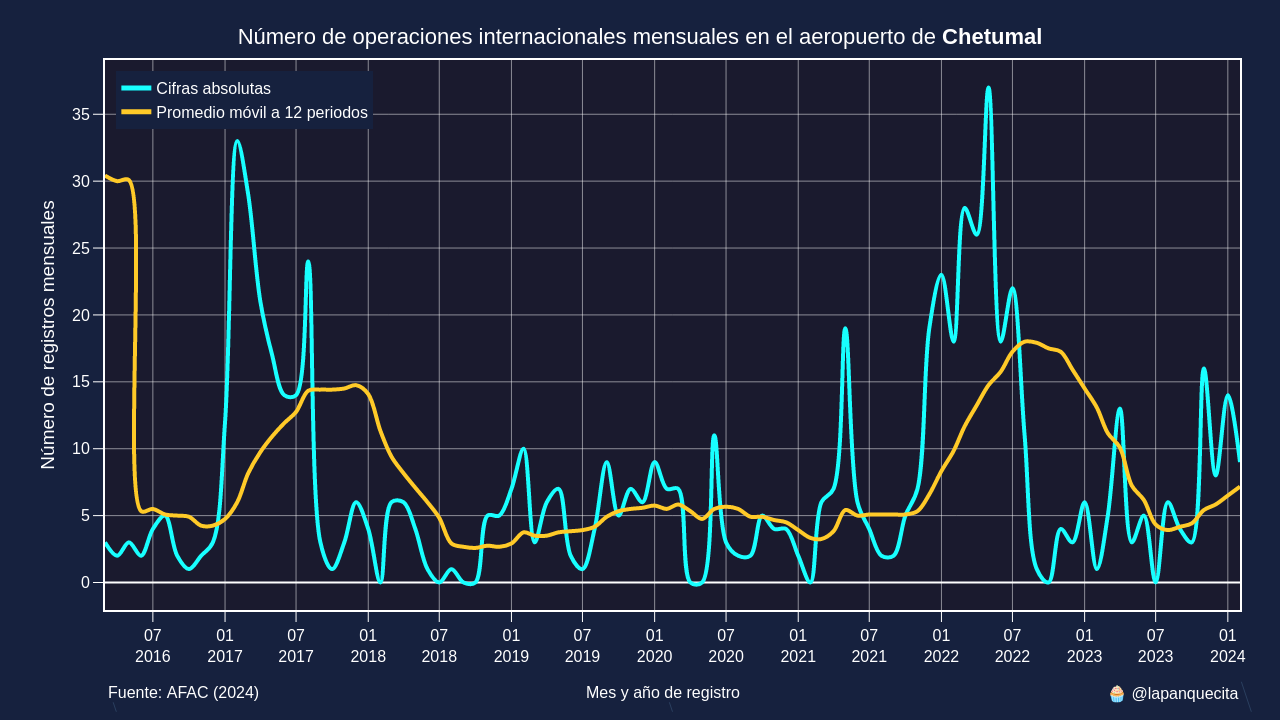 Número de operaciones internacionales mensuales en el aeropuerto de Chetumal
Cifras absolutas
Promedio móvil a 12 periodos
Número de registros mensuales
35
30
25
20
15
10
5
0
07 01 07 01 07 01 07 01 07 01 07 01 07 01 07 01
2016 2017 2017 2018 2018 2019 2019 2020 2020 2021 2021 2022 2022 2023 2023 2024
Fuente: AFAC (2024) Mes y año de registro 🧁 @lapanquecita